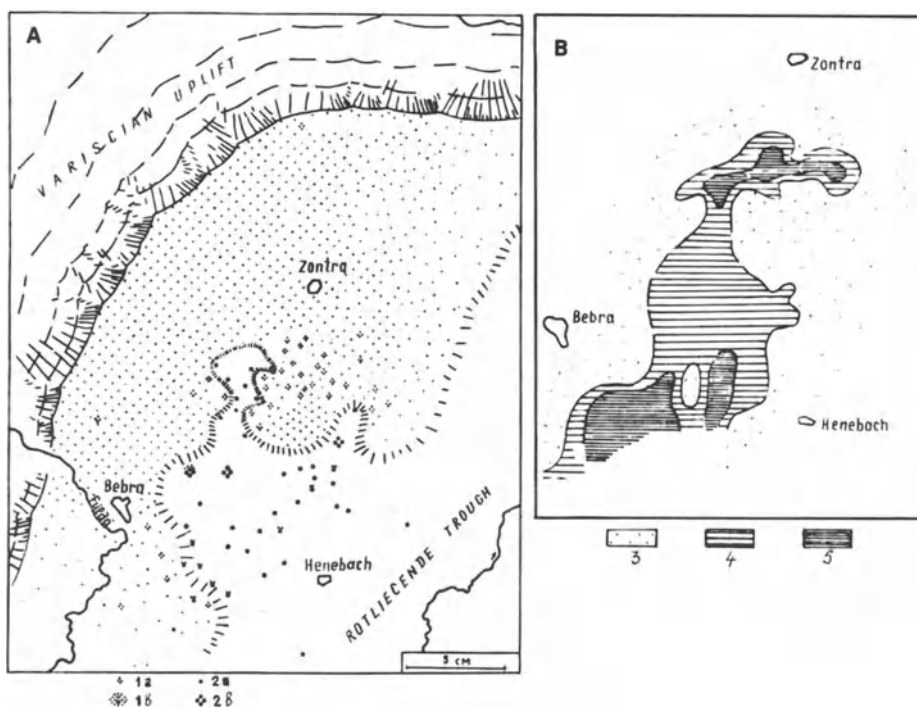 A
VARISCIAN UPLIFT
Zontra
Bebra
Fulda
Henebach
ROTLIECENDE TROUGH
5 CM
1a
2a
1б
2б
B
Zontra
Bebra
Henebach
3
4
5